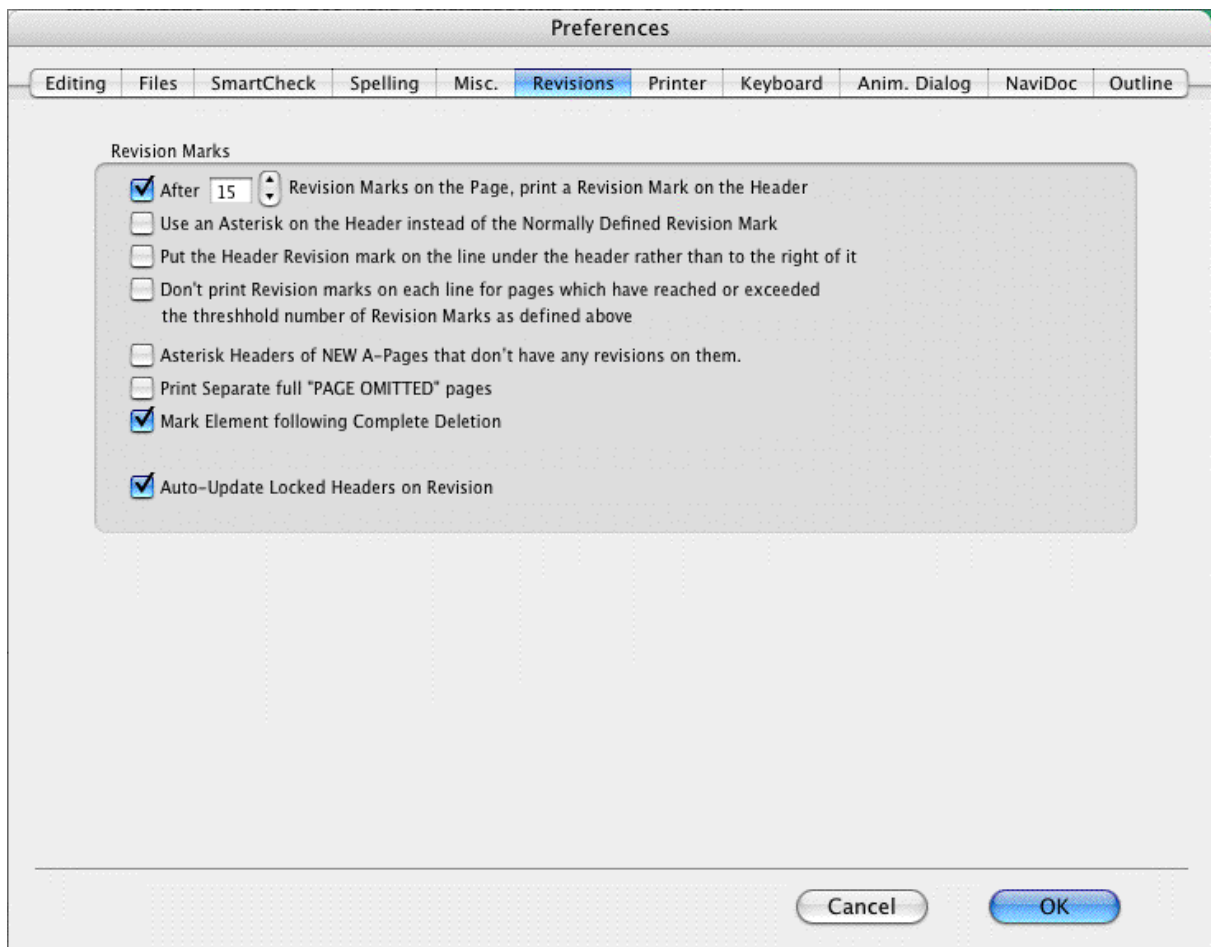 Preferences
Editing Files SmartCheck Spelling Misc. Revisions Printer Keyboard Anim. Dialog NaviDoc Outline
Revision Marks
After 15 Revision Marks on the Page, print a Revision Mark on the Header
Use an Asterisk on the Header instead of the Normally Defined Revision Mark
Put the Header Revision mark on the line under the header rather than to the right of it
Don't print Revision marks on each line for pages which have reached or exceeded
the threshhold number of Revision Marks as defined above
Asterisk Headers of NEW A-Pages that don't have any revisions on them.
Print Separate full "PAGE OMITTED" pages
Mark Element following Complete Deletion
Auto-Update Locked Headers on Revision
Cancel OK